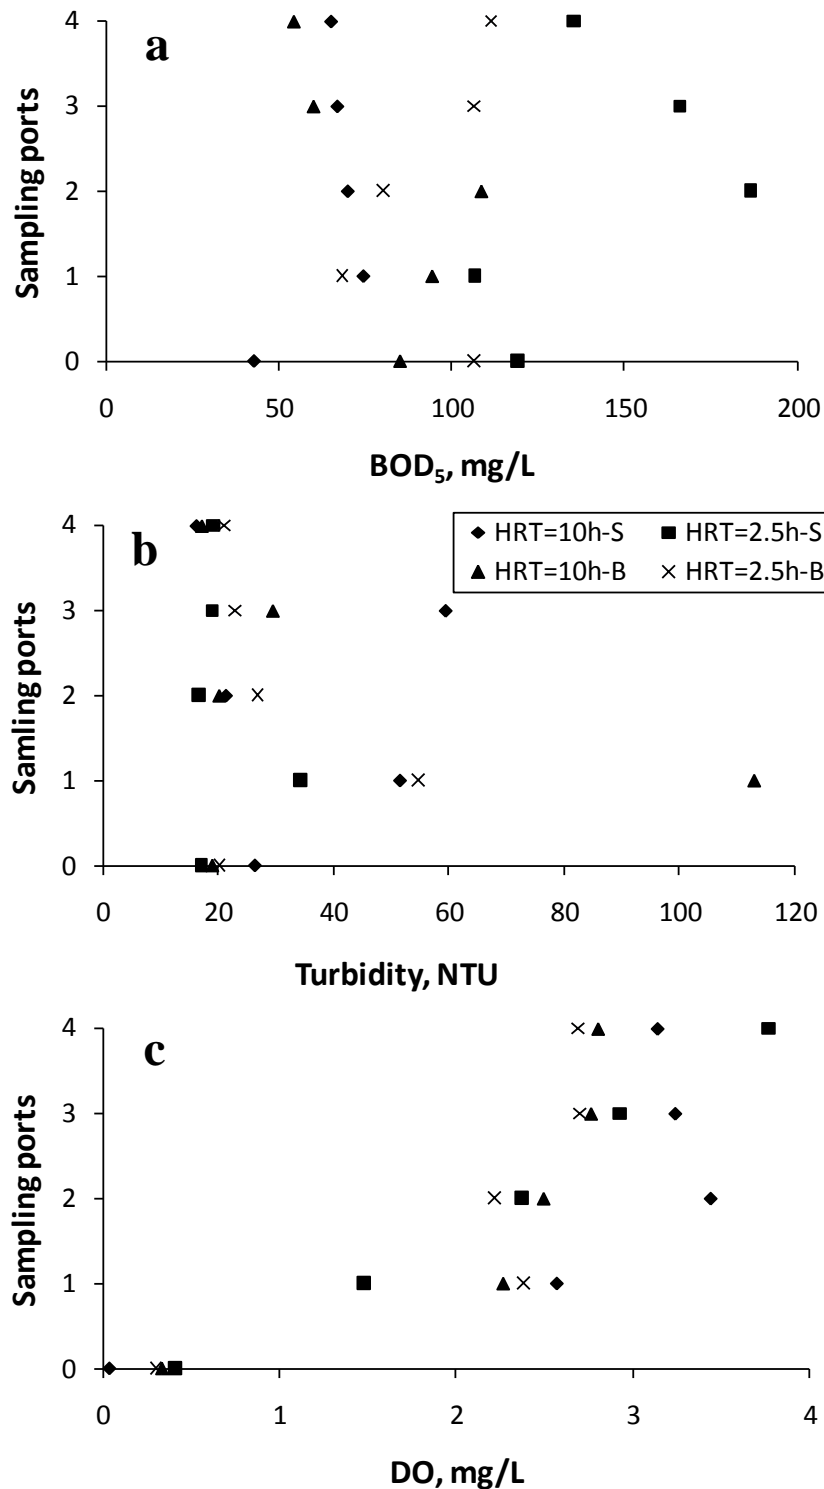 a
Sampling ports
4
3
2
1
0
0 50 100 150 200
BOD₅, mg/L
b
Samling ports
HRT=10h-S HRT=2.5h-S
HRT=10h-B HRT=2.5h-B
4
3
2
1
0
0 20 40 60 80 100 120
Turbidity, NTU
c
Sampling ports
4
3
2
1
0
0 1 2 3 4
DO, mg/L